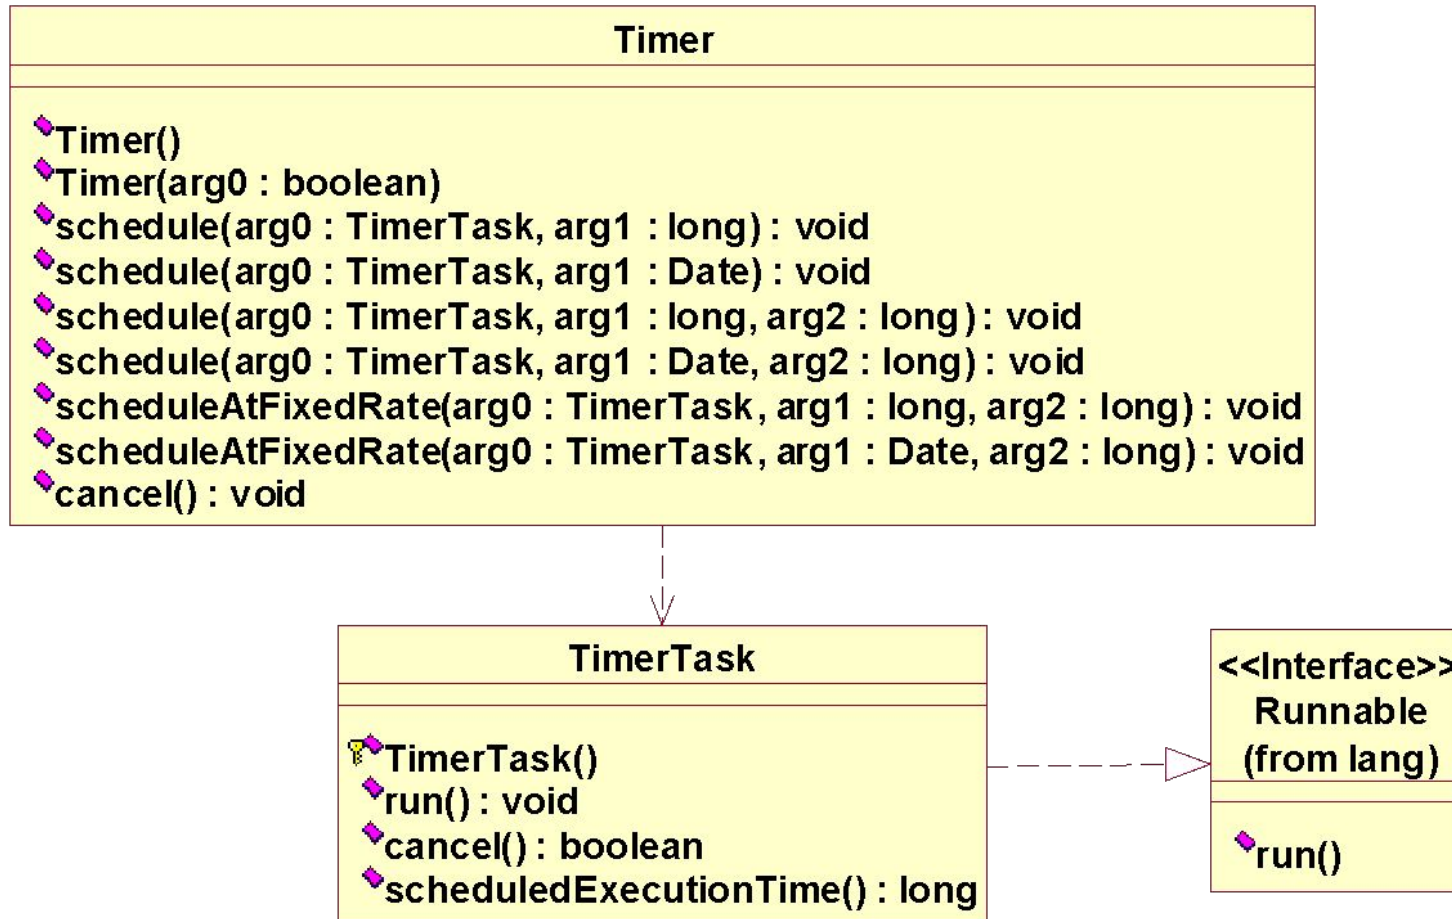 Timer
Timer()
Timer(arg0 : boolean)
schedule(arg0 : TimerTask, arg1 : long) : void
schedule(arg0 : TimerTask, arg1 : Date) : void
schedule(arg0 : TimerTask, arg1 : long, arg2 : long) : void
schedule(arg0 : TimerTask, arg1 : Date, arg2 : long) : void
scheduleAtFixedRate(arg0 : TimerTask, arg1 : long, arg2 : long) : void
scheduleAtFixedRate(arg0 : TimerTask, arg1 : Date, arg2 : long) : void
cancel() : void
TimerTask
TimerTask()
run() : void
cancel() : boolean
scheduledExecutionTime() : long
<<Interface>>
Runnable
(from lang)
run()